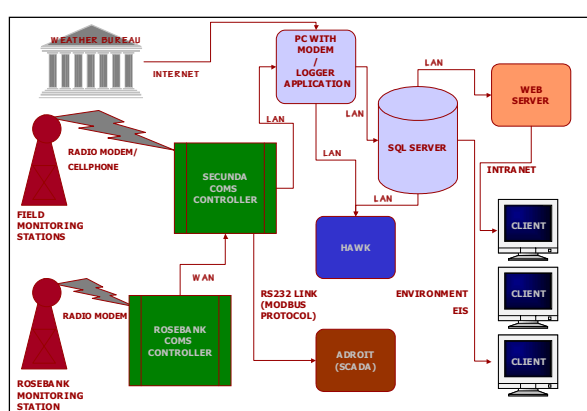 WEATHER BUREAU
INTERNET
PC WITH
MODEM
/
LOGGER
APPLICATION
LAN
LAN
LAN
LAN
LAN
SQL SERVER
WEB
SERVER
RADIO MODEM/
CELLPHONE
SECUNDA
COMS
CONTROLLER
FIELD
MONITORING
STATIONS
INTRANET
HAWK
CLIENT
CLIENT
CLIENT
WAN
RS232 LINK
(MODBUS
PROTOCOL)
ENVIRONMENT
EIS
RADIO MODEM
ROSEBANK
COMS
CONTROLLER
ADROIT
(SCADA)
ROSEBANK
MONITORING
STATION